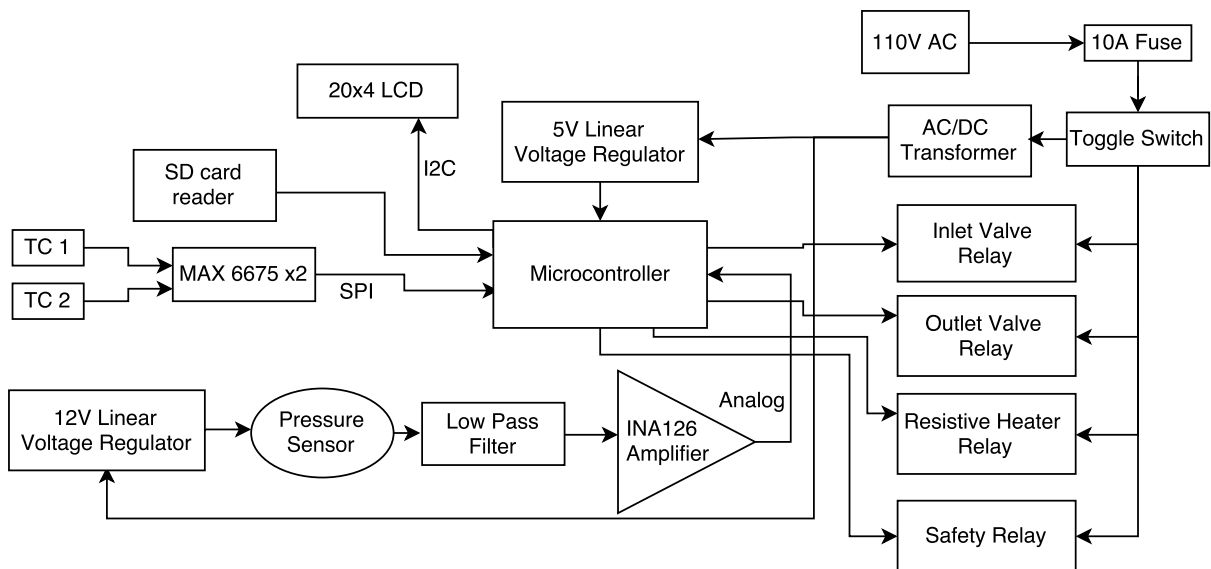 110V AC
10A Fuse
20x4 LCD
5V Linear
Voltage Regulator
AC/DC
Transformer
Toggle Switch
I2C
SD card
reader
TC 1
MAX 6675 x2
TC 2
SPI
Microcontroller
Inlet Valve
Relay
Outlet Valve
Relay
12V Linear
Voltage Regulator
Pressure
Sensor
Low Pass
Filter
INA126
Amplifier
Analog
Resistive Heater
Relay
Safety Relay